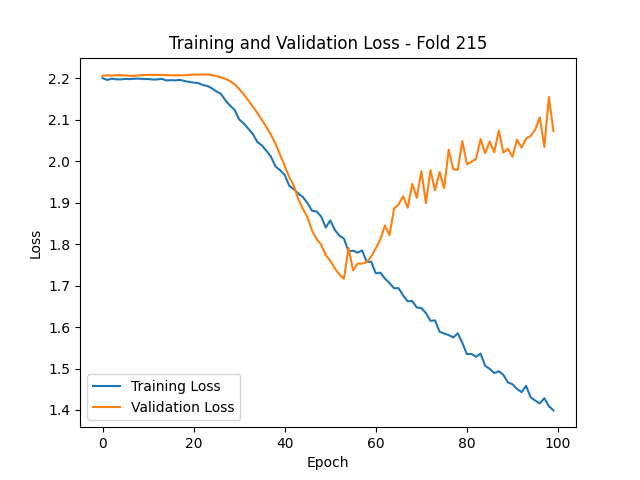 Training and Validation Loss - Fold 215
Loss
2.2
2.1
2.0
1.9
1.8
1.7
1.6
1.5
1.4
Training Loss
Validation Loss
0 20 40 60 80 100
Epoch